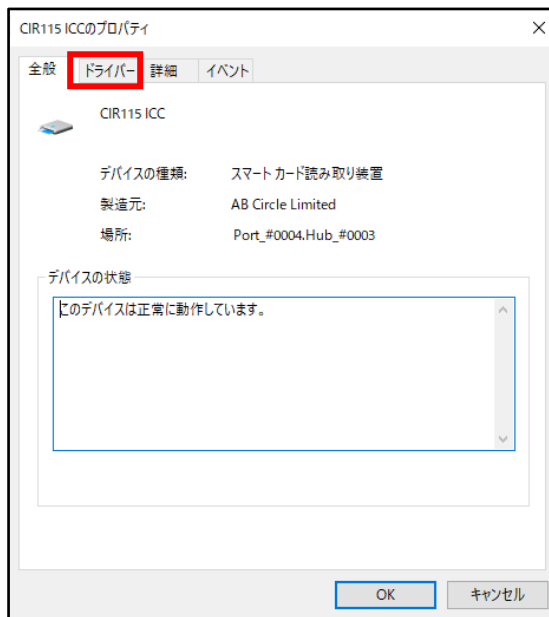 CIR115 ICCのプロパティ
全般 ドライバー 詳細 イベント
CIR115 ICC
デバイスの種類: スマート カード読み取り装置
製造元: AB Circle Limited
場所: Port_#0004.Hub_#0003
デバイスの状態
このデバイスは正常に動作しています。
OK キャンセル